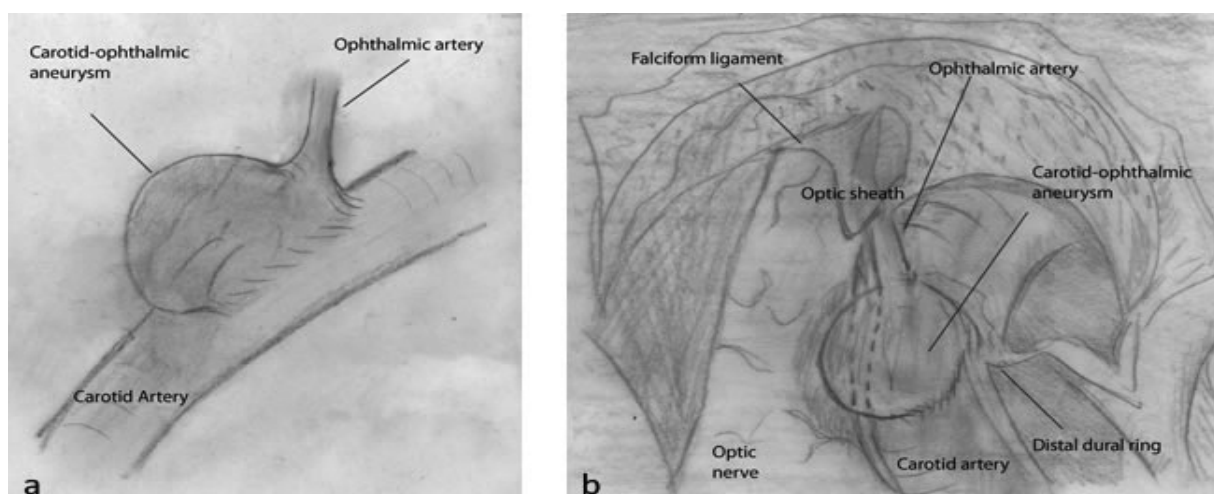 Carotid-ophthalmic
aneurysm
Ophthalmic artery
Carotid Artery
a
Falciform ligament
Ophthalmic artery
Carotid-ophthalmic
aneurysm
Optic sheath
Distal dural ring
Optic
nerve
Carotid artery
b